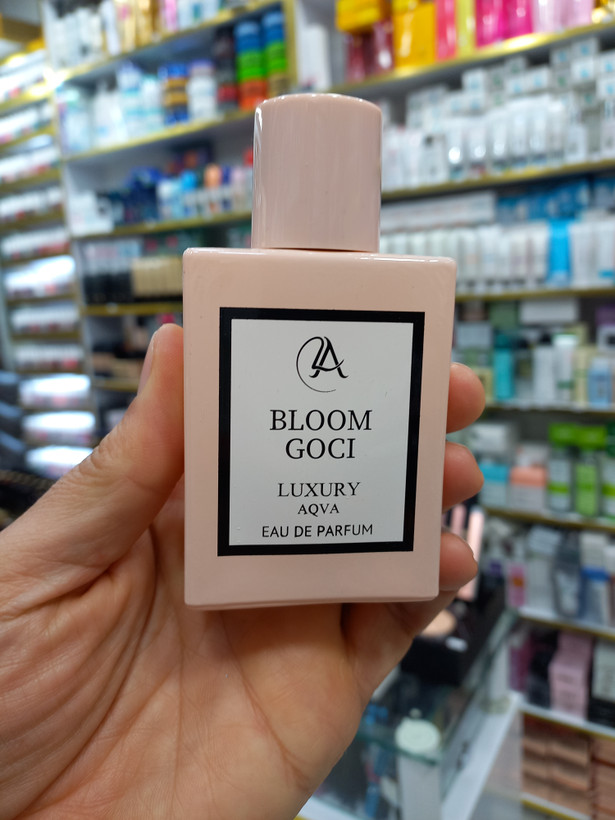 LA
BLOOM
GOCI
LUXURY
AQVA
EAU DE PARFUM